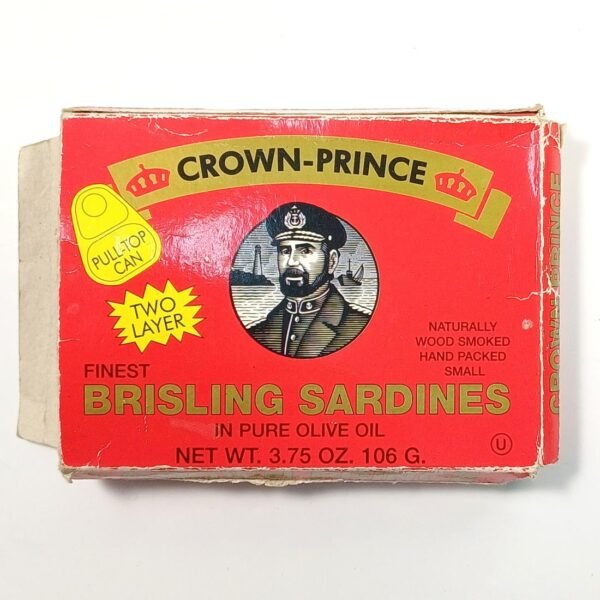 CROWN-PRINCE
PULL-TOP
CAN
TWO
LAYER
NATURALLY
WOOD SMOKED
HAND PACKED
SMALL
FINEST
BRISLING SARDINES
IN PURE OLIVE OIL
NET WT. 3.75 OZ. 106 G.
U
CROWN-PRINCE